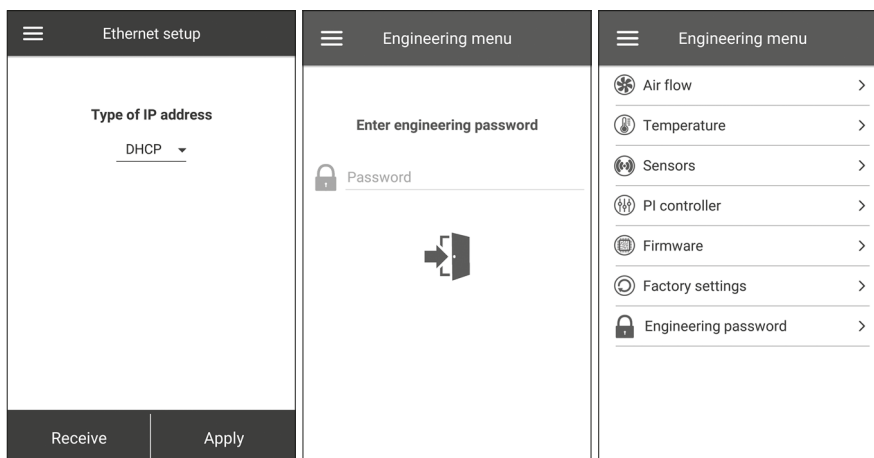 Ethernet setup
Type of IP address
DHCP
Receive
Apply
Engineering menu
Enter engineering password
Password
Engineering menu
Air flow
Temperature
Sensors
PI controller
Firmware
Factory settings
Engineering password